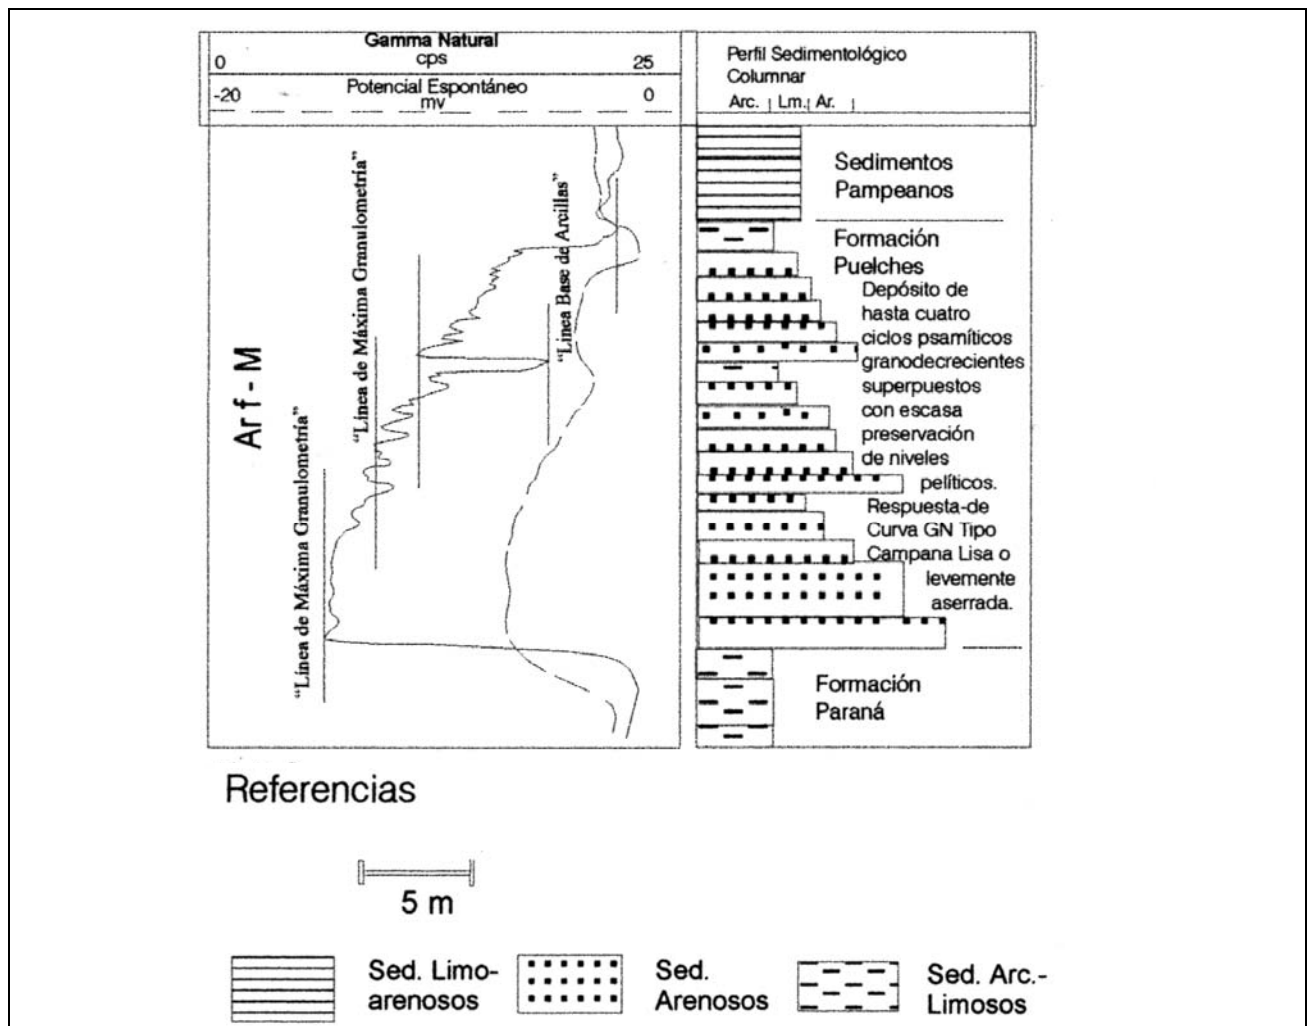 Gamma Natural
cps
0
25
Potencial Espontáneo
mv
-20
0
Perfil Sedimentológico
Columnar
Arc. Lm. Ar.
Arf-M
“Línea de Máxima Granulometría”
“Línea de Máxima Granulometría”
“Línea Base de Arcillas”
Sedimentos
Pampeanos
Formación
Puelches
Depósito de
hasta cuatro
ciclos psamíticos
granodecrecientes
superpuestos
con escasa
preservación
de niveles
pelíticos.
Respuesta-de
Curva GN Tipo
Campana Lisa o
levemente
aserrada.
Formación
Paraná
Referencias
5 m
Sed. Limo-
arenosos
Sed.
Arenosos
Sed. Arc.-
Limosos